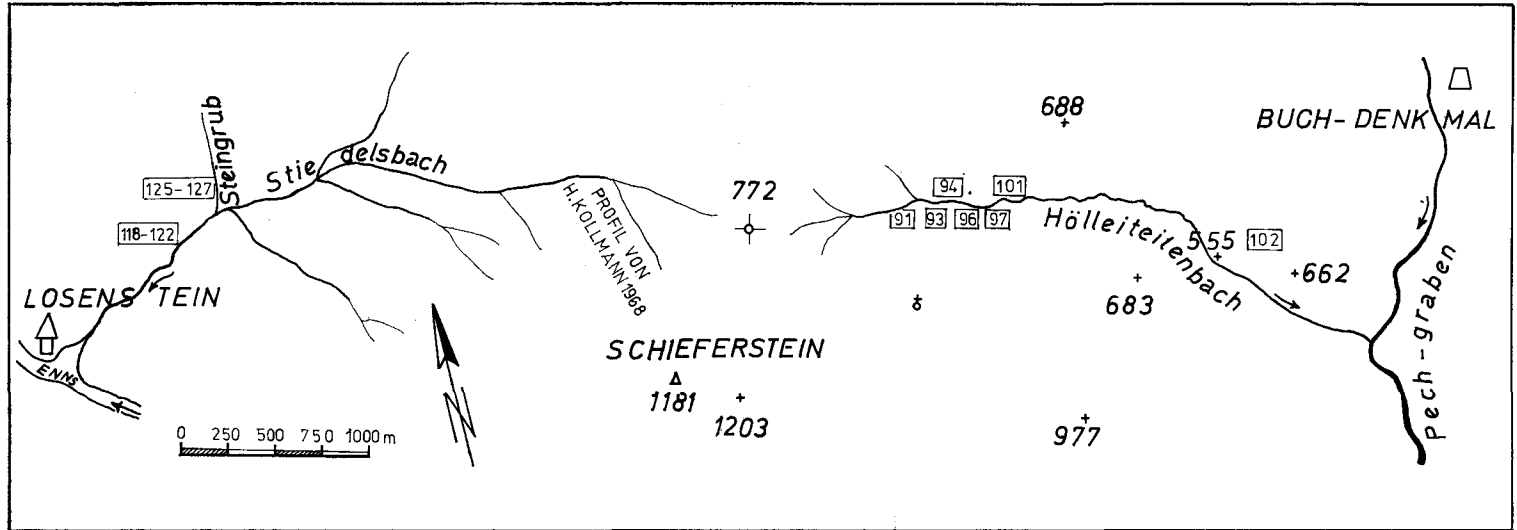 Steingrub
125-127
118-122
Stiedelsbach
LOSENSTEIN
ENNS
0 250 500 750 1000 m
PROFIL VON
H. KOLLMANN 1968
772
SCHIEFERSTEIN
1181
1203
688
94
101
91
93
96
97
Hölleiteilenbach
555
102
662
683
977
BUCH-DENKMAL
Pech-graben